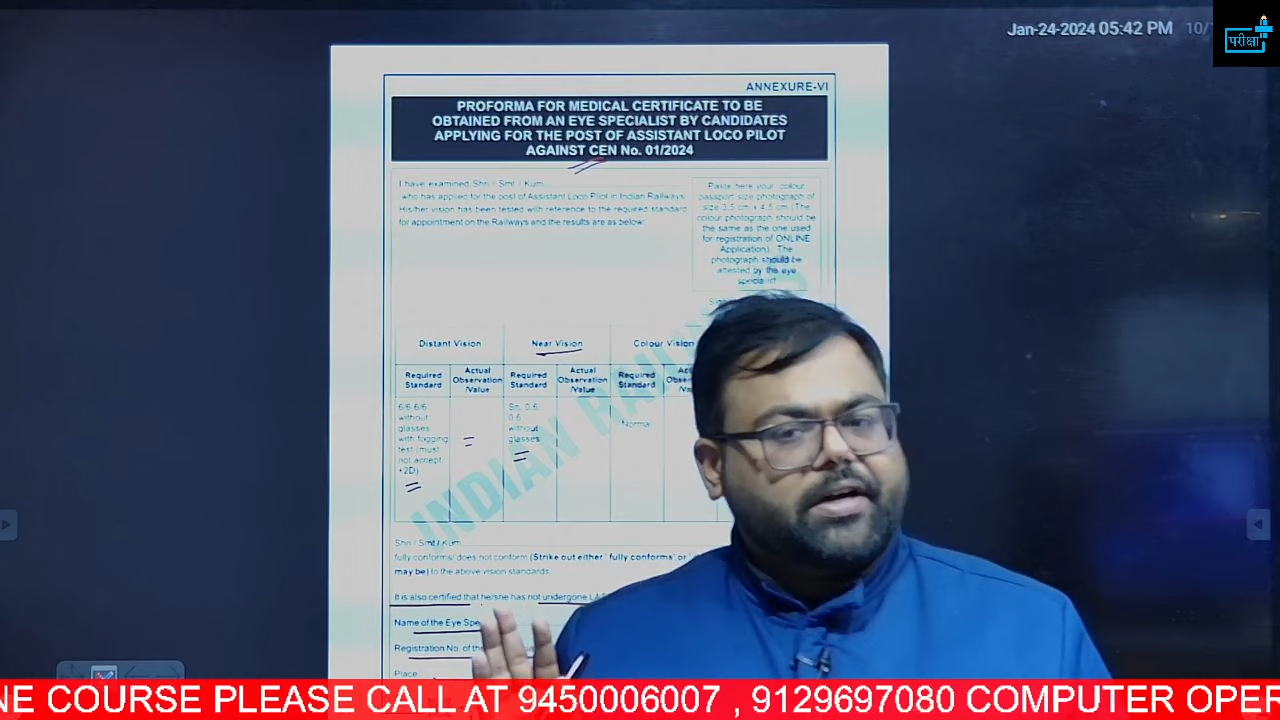 Jan-24-2024 05:42 PM 10/
परीक्षा
ANNEXURE-VI
PROFORMA FOR MEDICAL CERTIFICATE TO BE
OBTAINED FROM AN EYE SPECIALIST BY CANDIDATES
APPLYING FOR THE POST OF ASSISTANT LOCO PILOT
AGAINST CEN No. 01/2024
I have examined Shri / Smt / Kum
who has applied for the post of Assistant Loco Pilot in Indian Railways.
His/her vision has been tested with reference to the required standard
for appointment on the Railways and the results are as below:
Paste here your colour
passport size photograph of
size 3.5 cm x 4.5 cm (The
colour photograph should be
the same as the one used
for registration of ONLINE
Application). The
photograph should be
attested by the eye
specialist
Distant Vision
Near Vision
Colour Vision
Required
Standard
Actual
Observation
/Value
Required
Standard
Actual
Observation
/Value
Required
Standard
6/6,6/6
without
glasses
with fogging
test (must
not accept
+2D)
Sn. 0.6,
0.6
without
glasses
Normal
INDIAN
Shri / Smt / Kum
fully conforms/ does not conform (Strike out either 'fully conforms' or
may be) to the above vision standards.
It is also certified that he/she has not undergone
Name of the Eye
Registration No. of the
Place
NE COURSE PLEASE CALL AT 9450006007 , 9129697080 COMPUTER OPER